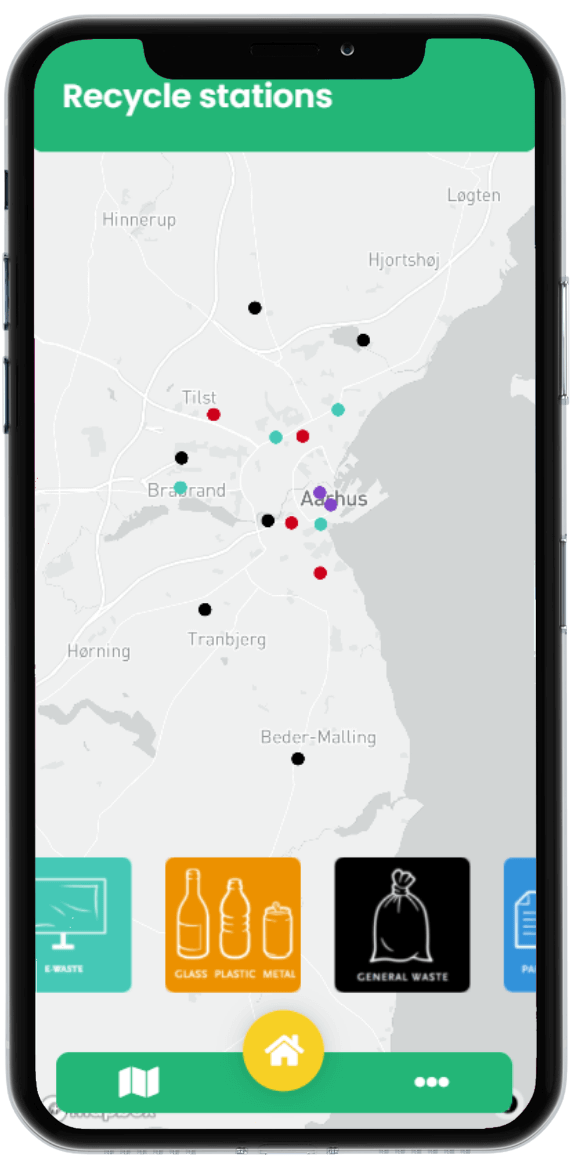 Recycle stations
Løgten
Hinnerup
Hjortshøj
Tilst
Brabrand
Aarhus
Tranbjerg
Hørning
Beder-Malling
E-WASTE
GLASS PLASTIC METAL
GENERAL WASTE
PA
mapbox